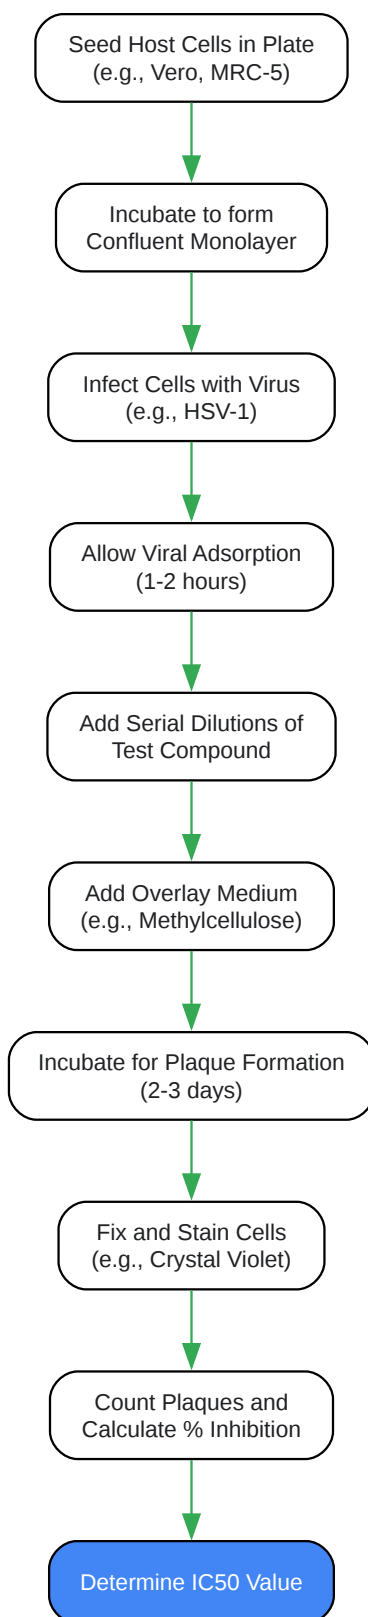 Seed Host Cells in Plate
(e.g., Vero, MRC-5)
Incubate to form
Confluent Monolayer
Infect Cells with Virus
(e.g., HSV-1)
Allow Viral Adsorption
(1-2 hours)
Add Serial Dilutions of
Test Compound
Add Overlay Medium
(e.g., Methylcellulose)
Incubate for Plaque Formation
(2-3 days)
Fix and Stain Cells
(e.g., Crystal Violet)
Count Plaques and
Calculate % Inhibition
Determine IC50 Value